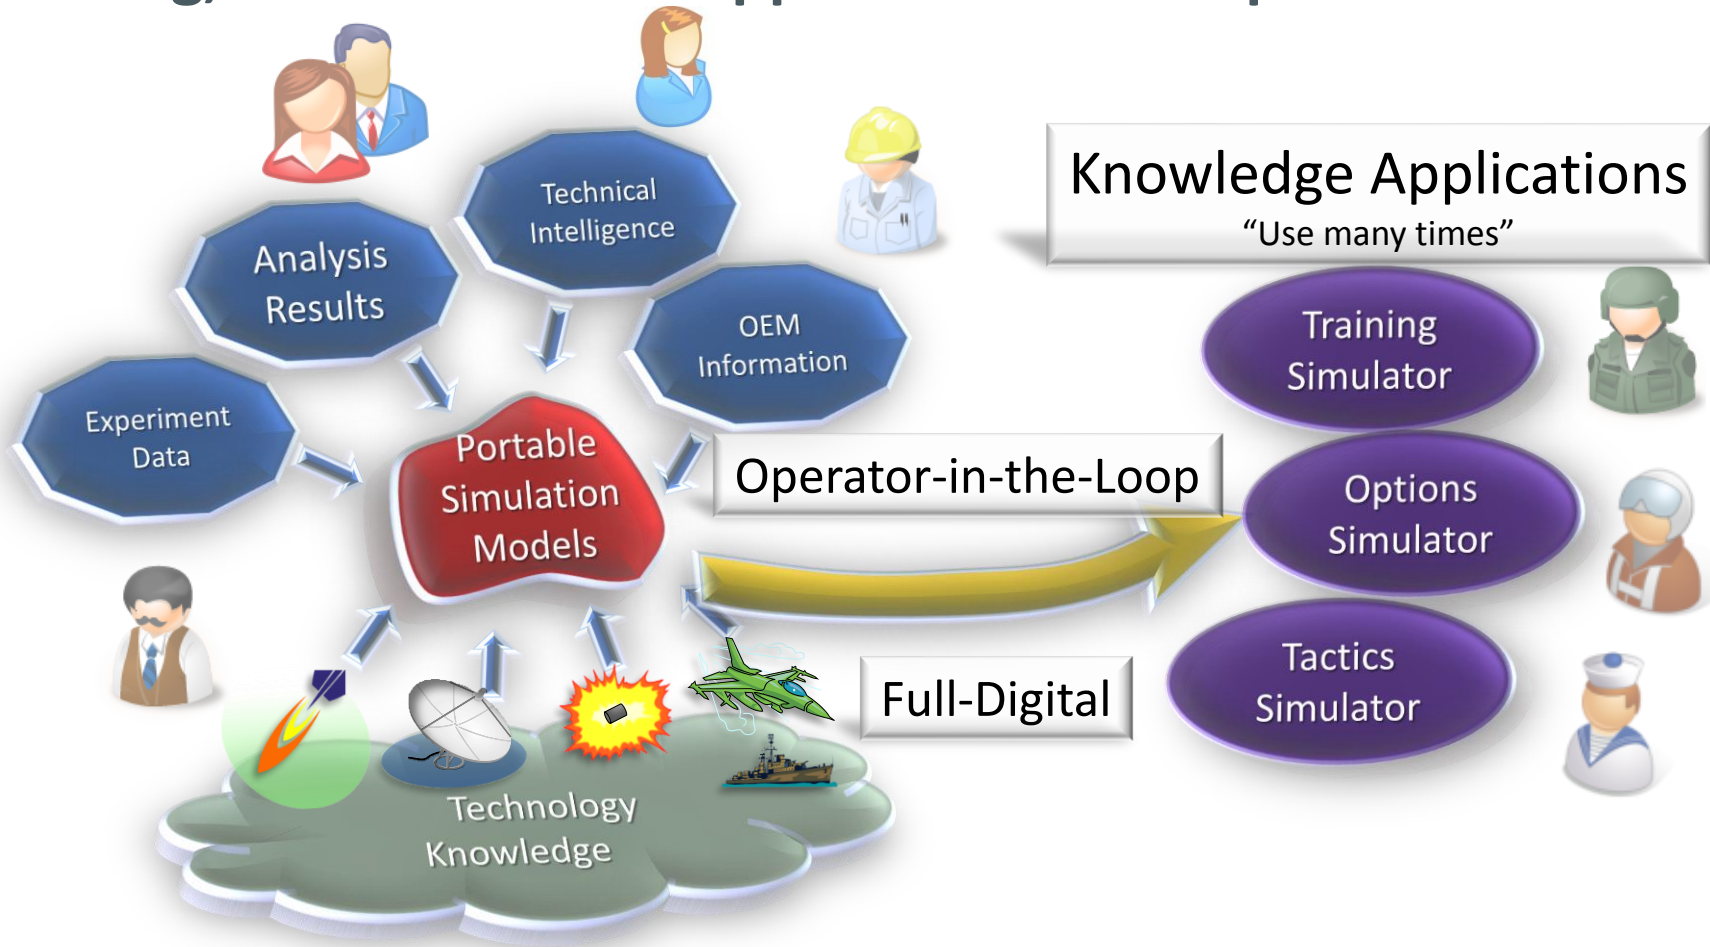 Technical
Intelligence
Analysis
Results
OEM
Information
Experiment
Data
Portable
Simulation
Models
Technology
Knowledge
Knowledge Applications
“Use many times”
Operator-in-the-Loop
Full-Digital
Training
Simulator
Options
Simulator
Tactics
Simulator